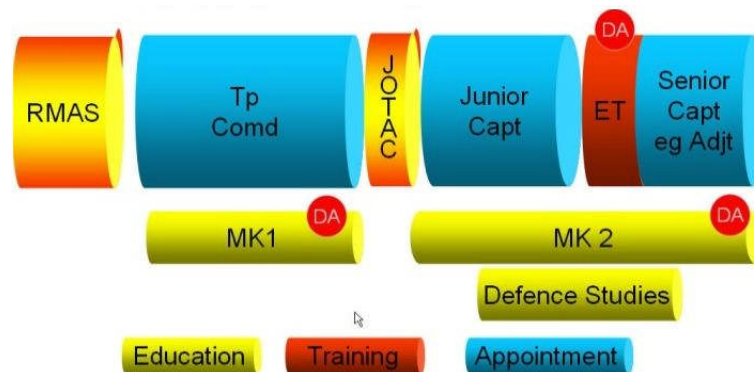 DA
RMAS
Tp
Comd
JOTAC
Junior
Capt
ET
Senior
Capt
eg Adjt
MK1
DA
MK 2
DA
Defence Studies
Education
Training
Appointment